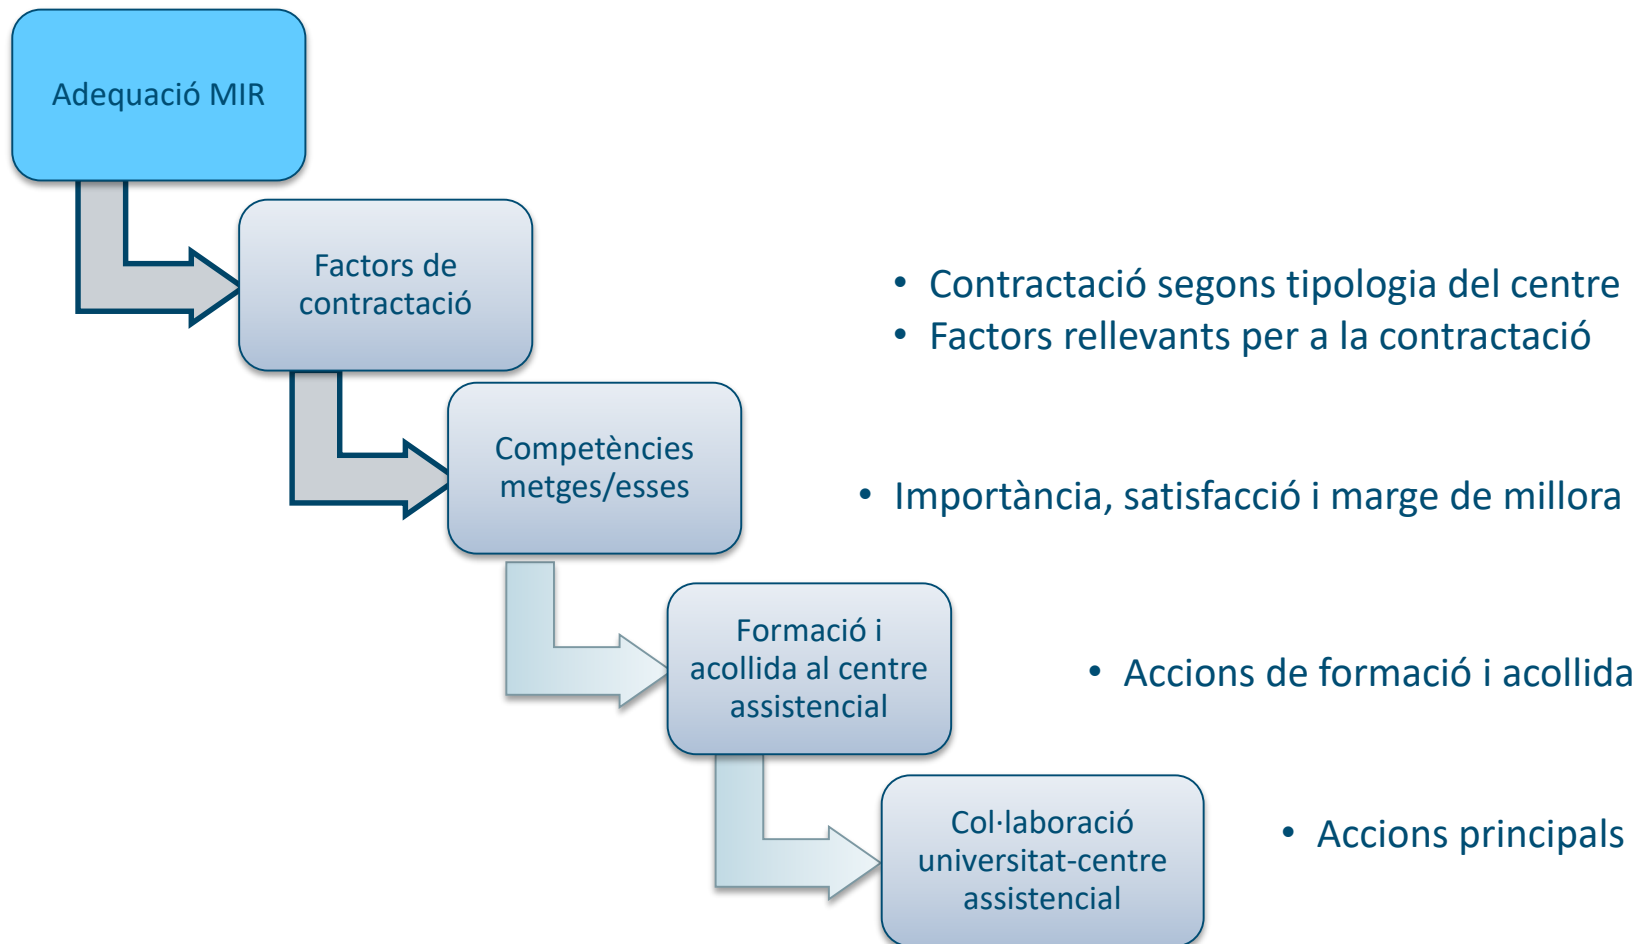 Adequació MIR
Factors de
contractació
• Contractació segons tipologia del centre
• Factors rellevants per a la contractació
Competències
metges/esses
• Importància, satisfacció i marge de millora
Formació i
acollida al centre
assistencial
• Accions de formació i acollida
Col·laboració
universitat-centre
assistencial
• Accions principals